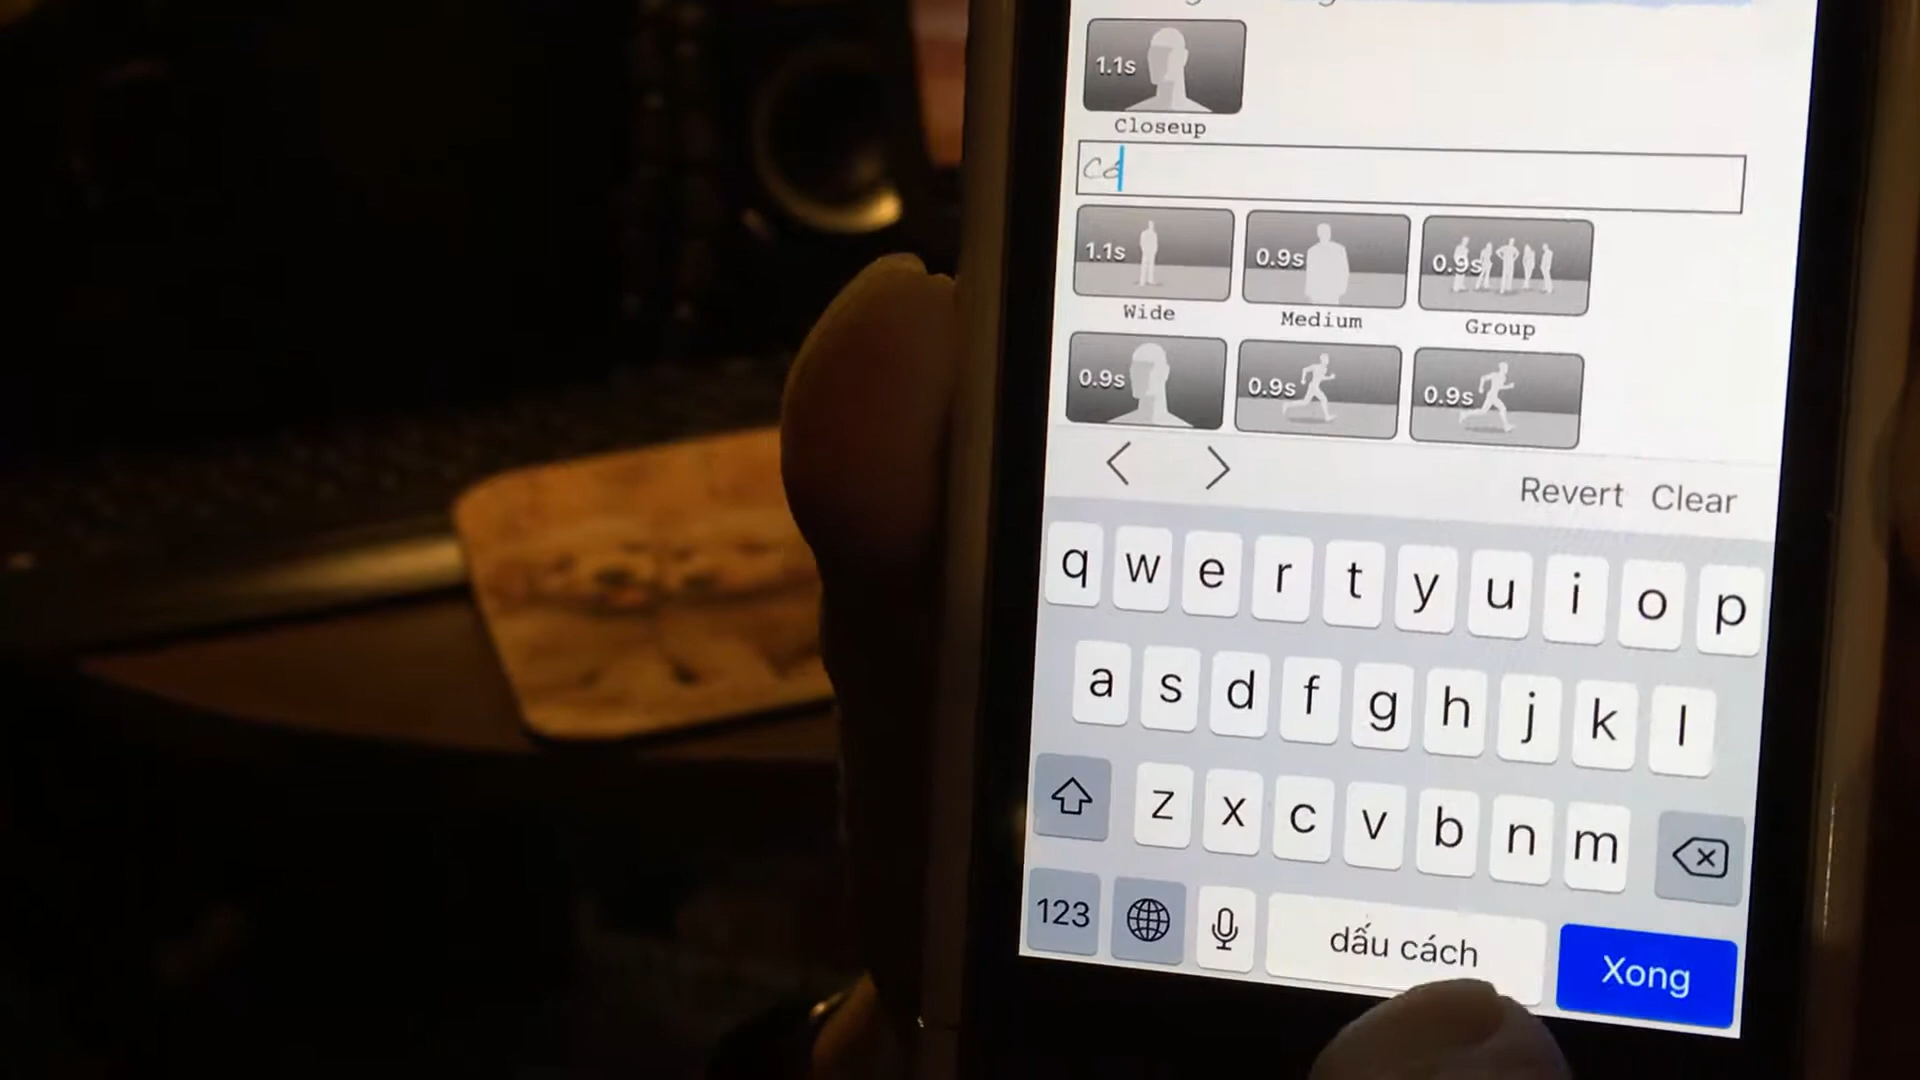 1.1s
Closeup
Cá
1.1s 0.9s 0.9s
Wide Medium Group
0.9s 0.9s 0.9s
Revert Clear
q w e r t y u i o p
a s d f g h j k l
z x c v b n m
123 dấu cách Xong